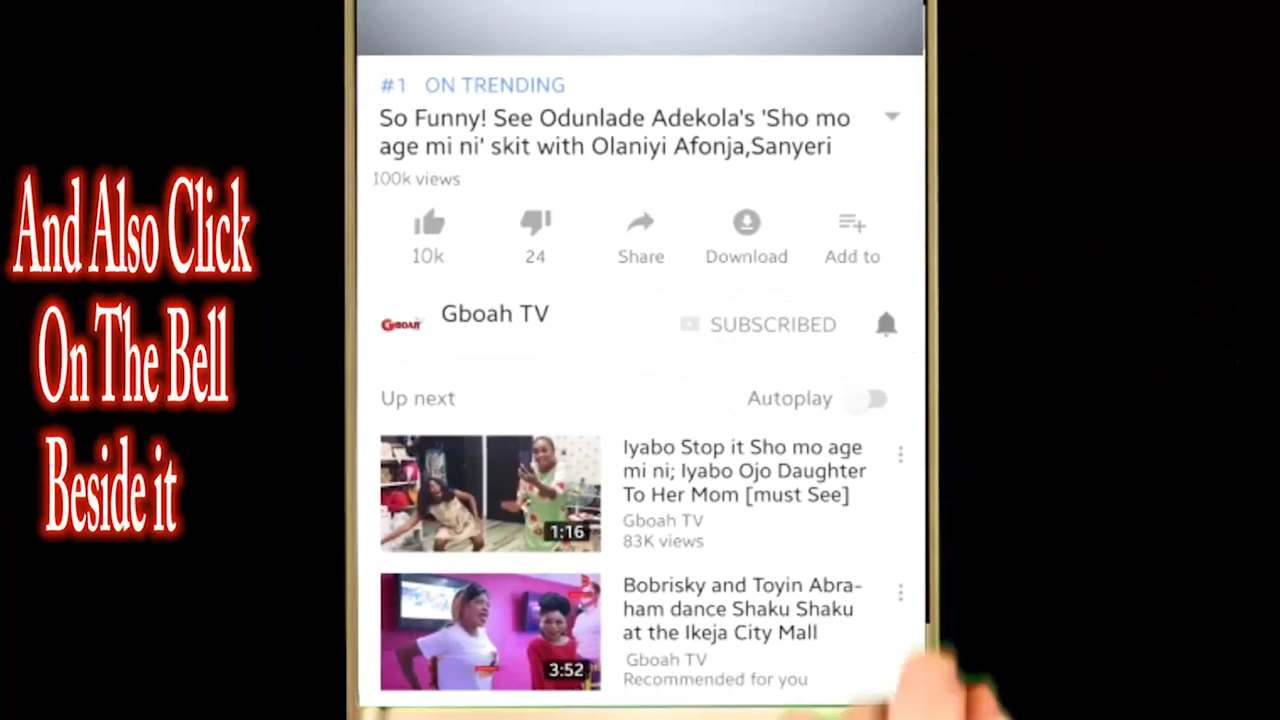 And Also Click
On The Bell
Beside it
#1 ON TRENDING
So Funny! See Odunlade Adekola's 'Sho mo
age mi ni' skit with Olaniyi Afonja,Sanyeri
100k views
10k
24
Share
Download
Add to
GBOAH
Gboah TV
SUBSCRIBED
Up next
Autoplay
1:16
Iyabo Stop it Sho mo age
mi ni; Iyabo Ojo Daughter
To Her Mom [must See]
Gboah TV
83K views
3:52
Bobrisky and Toyin Abra-
ham dance Shaku Shaku
at the Ikeja City Mall
Gboah TV
Recommended for you